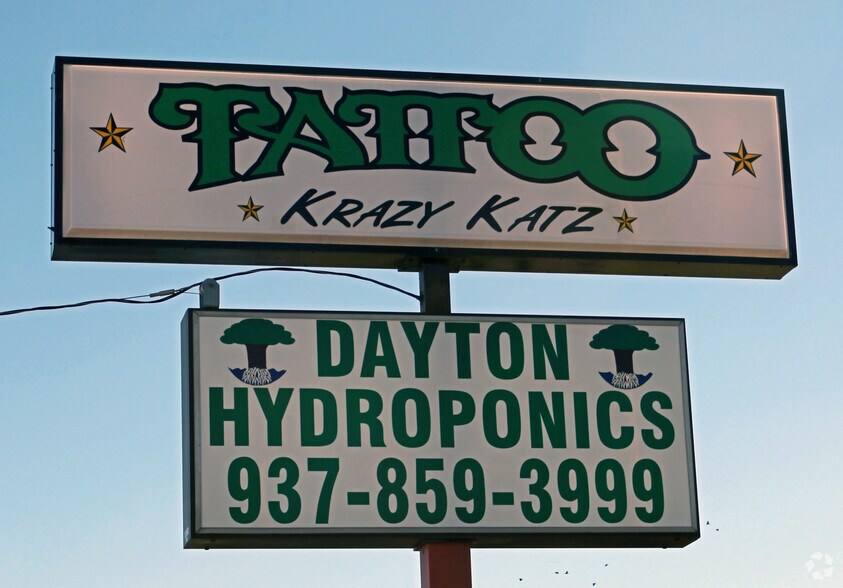 TATTOO
KRAZY KATZ
DAYTON
HYDROPONICS
937-859-3999